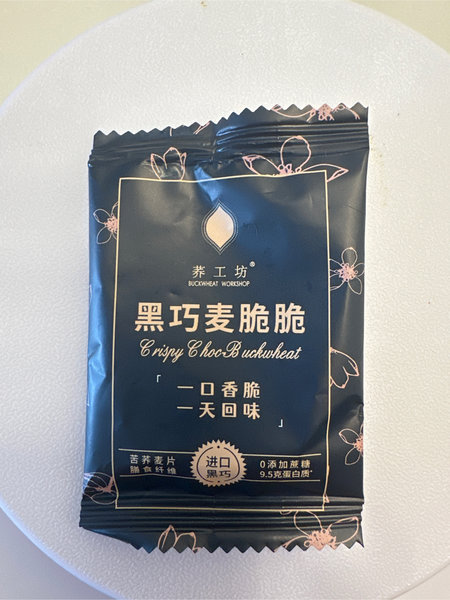 荞工坊®
BUCKWHEAT WORKSHOP
黑巧麦脆脆
Crispy Choc-Buckwheat
「一口香脆
一天回味」
苦荞麦片
膳食纤维
进口
黑巧
0添加蔗糖
9.5克蛋白质*